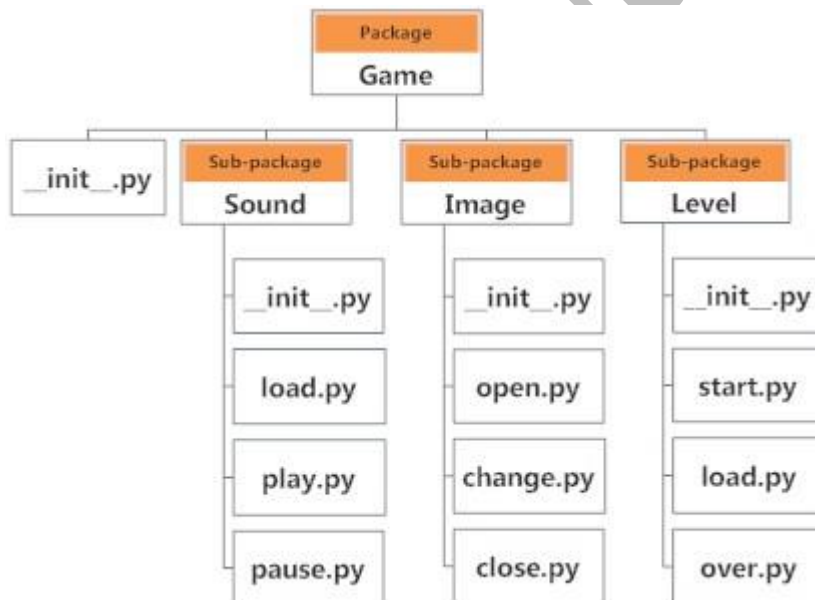 Package
Game
__init__.py
Sub-package
Sound
__init__.py
load.py
play.py
pause.py
Sub-package
Image
__init__.py
open.py
change.py
close.py
Sub-package
Level
__init__.py
start.py
load.py
over.py